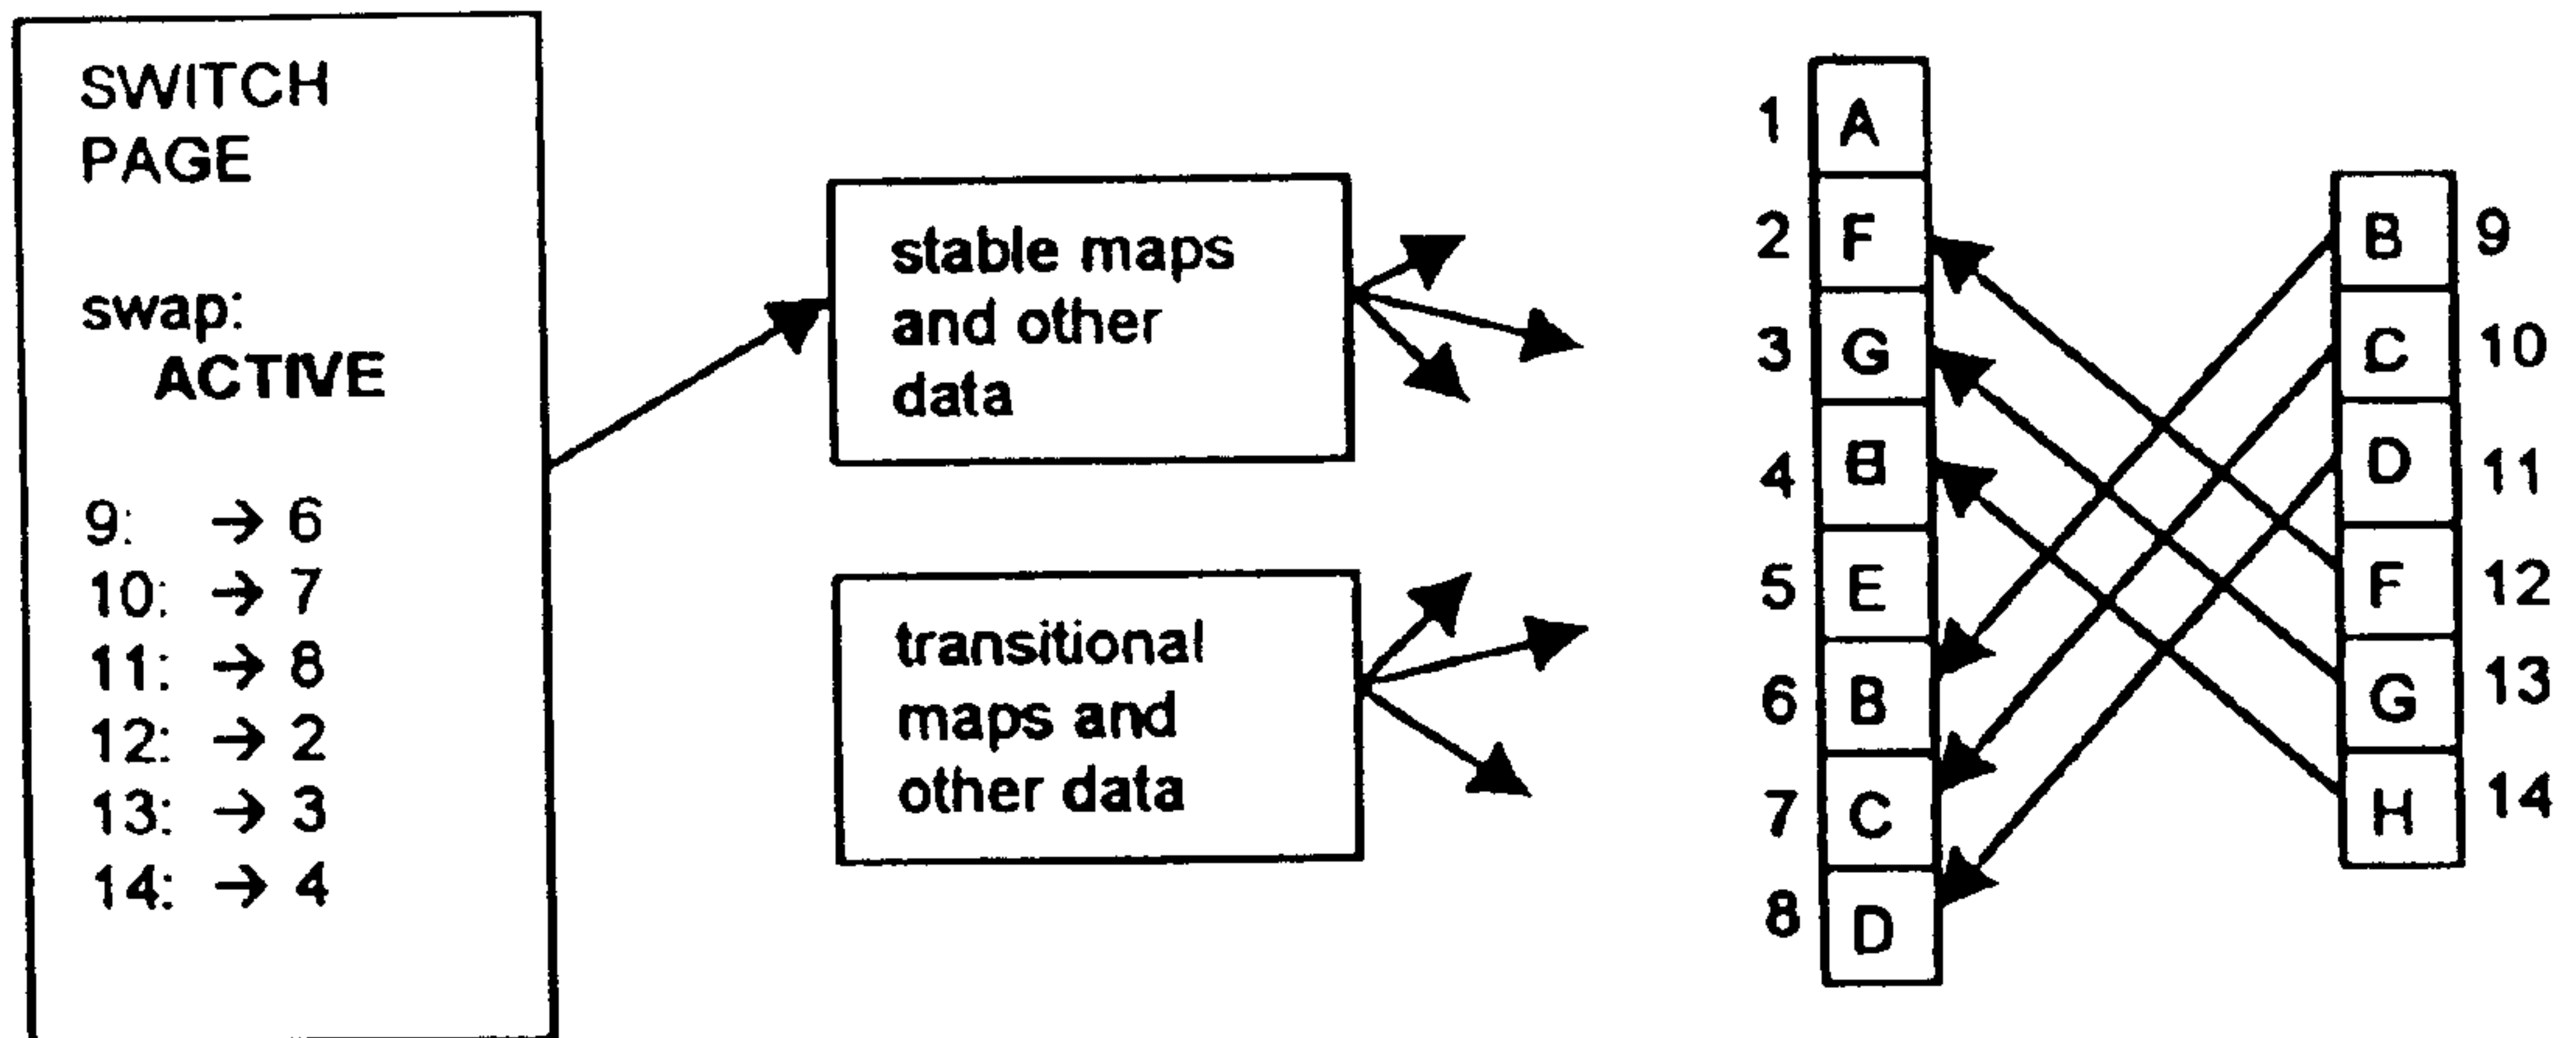 SWITCH
PAGE
swap:
ACTIVE
9: → 6
10: → 7
11: → 8
12: → 2
13: → 3
14: → 4
stable maps
and other
data
transitional
maps and
other data
1 A
2 F
3 G
4
5 E
6 B
7 C
8 D
B 9
C 10
D 11
F 12
G 13
H 14